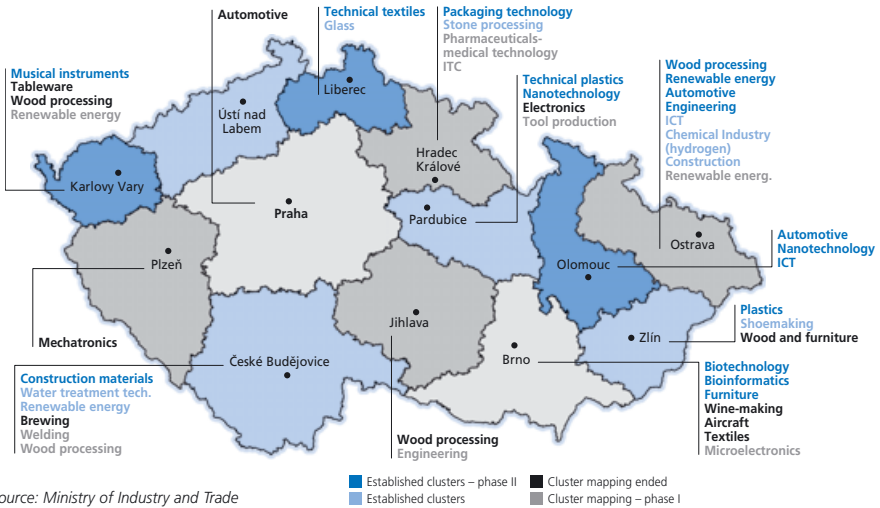 Automotive
Technical textiles
Glass
Packaging technology
Stone processing
Pharmaceuticals-
medical technology
ITC
Musical instruments
Tableware
Wood processing
Renewable energy
Technical plastics
Nanotechnology
Electronics
Tool production
Wood processing
Renewable energy
Automotive
Engineering
ICT
Chemical Industry
(hydrogen)
Construction
Renewable energ.
Liberec
Ústí nad
Labem
Hradec
Králové
Karlovy Vary
Praha
Pardubice
Plzeň
Olomouc
Ostrava
Automotive
Nanotechnology
ICT
Jihlava
Brno
Zlín
České Budějovice
Mechatronics
Plastics
Shoemaking
Wood and furniture
Construction materials
Water treatment tech.
Renewable energy
Brewing
Welding
Wood processing
Wood processing
Engineering
Biotechnology
Bioinformatics
Furniture
Wine-making
Aircraft
Textiles
Microelectronics
Established clusters – phase II
Established clusters
Cluster mapping ended
Cluster mapping – phase I
ource: Ministry of Industry and Trade